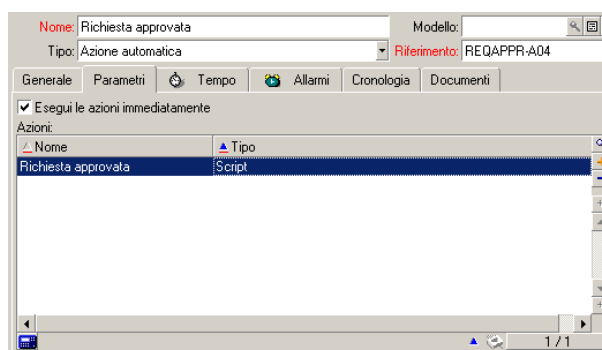 Nome: Richiesta approvata Modello:
Tipo: Azione automatica Riferimento: REQAPPR-A04
Generale Parametri Tempo Allarmi Cronologia Documenti
Esegui le azioni immediatamente
Azioni:
Nome Tipo
Richiesta approvata Script
1 / 1